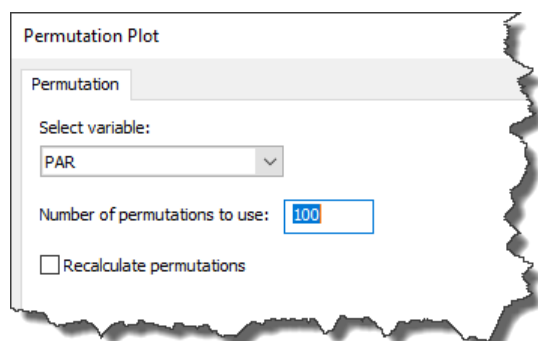 Permutation Plot
Permutation
Select variable:
PAR
Number of permutations to use: 100
Recalculate permutations